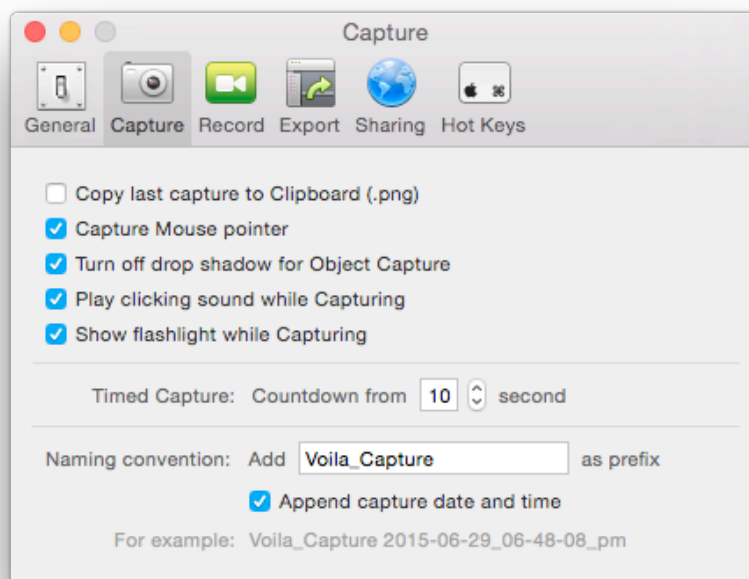 Capture
General Capture Record Export Sharing Hot Keys
Copy last capture to Clipboard (.png)
Capture Mouse pointer
Turn off drop shadow for Object Capture
Play clicking sound while Capturing
Show flashlight while Capturing
Timed Capture: Countdown from 10 second
Naming convention: Add Voila_Capture as prefix
Append capture date and time
For example: Voila_Capture 2015-06-29_06-48-08_pm